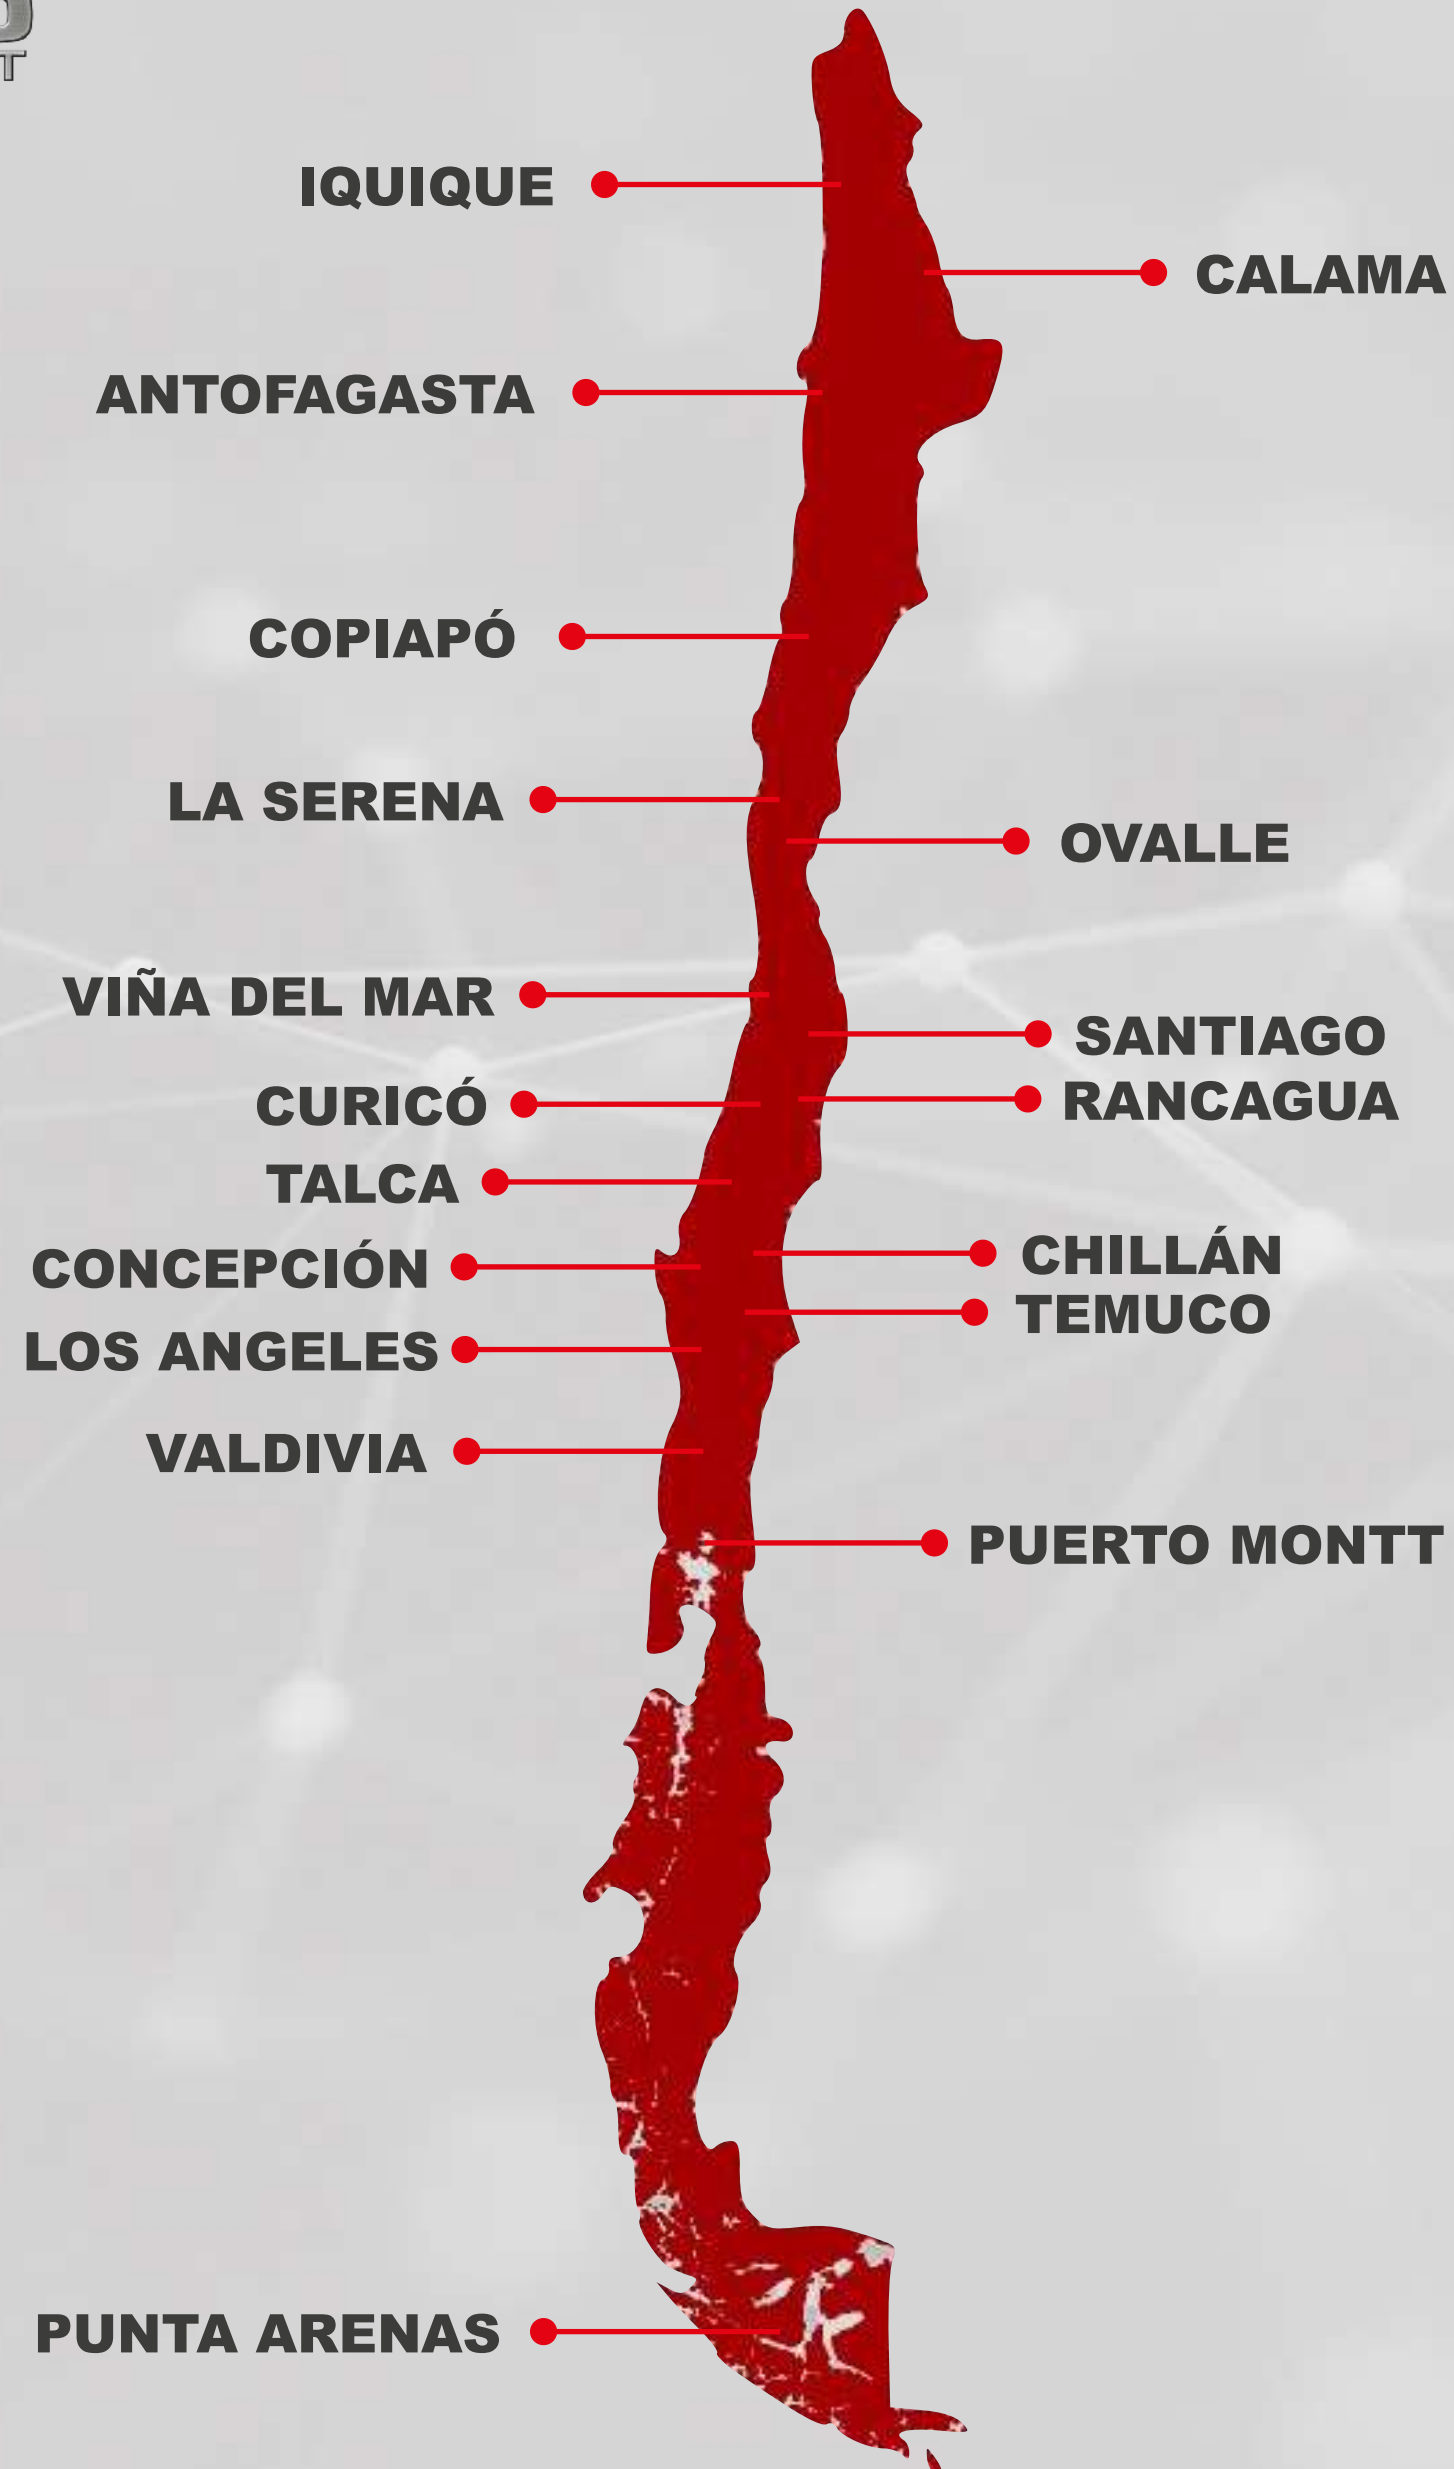 IQUIQUE
CALAMA
ANTOFAGASTA
COPIAPÓ
LA SERENA
OVALLE
VIÑA DEL MAR
SANTIAGO
CURICÓ
RANCAGUA
TALCA
CONCEPCIÓN
CHILLÁN
TEMUCO
LOS ANGELES
VALDIVIA
PUERTO MONTT
PUNTA ARENAS